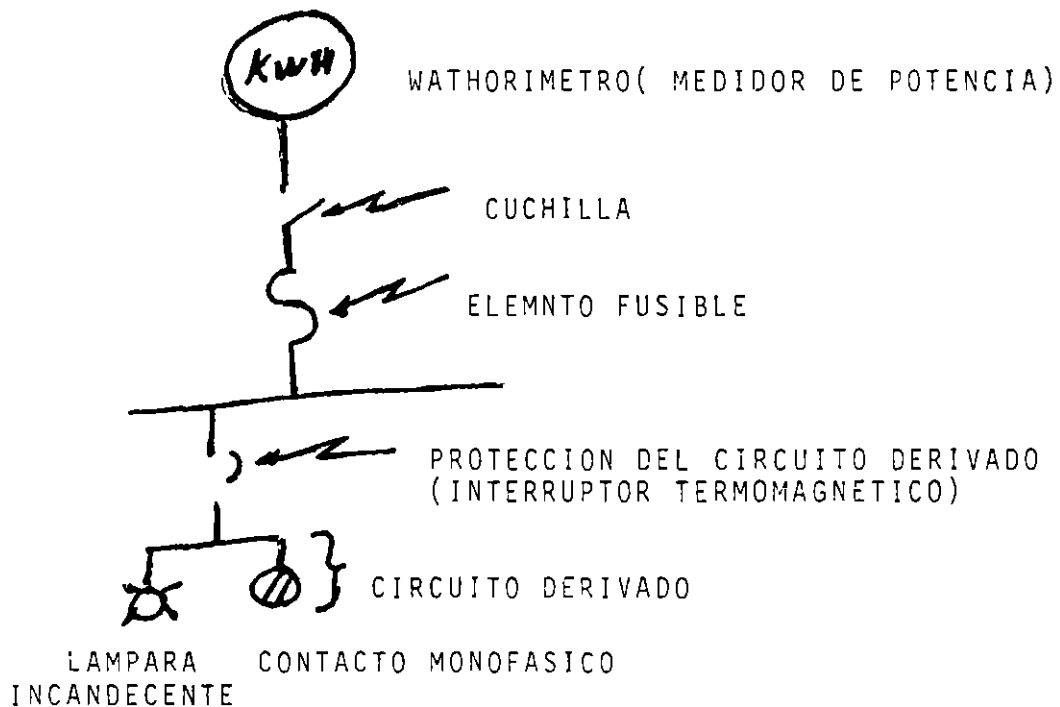 KWH
WATHORIMETRO( MEDIDOR DE POTENCIA)
CUCHILLA
ELEMNTO FUSIBLE
PROTECCION DEL CIRCUITO DERIVADO
(INTERRUPTOR TERMOMAGNETICO)
CIRCUITO DERIVADO
LAMPARA CONTACTO MONOFASICO
INCANDECENTE